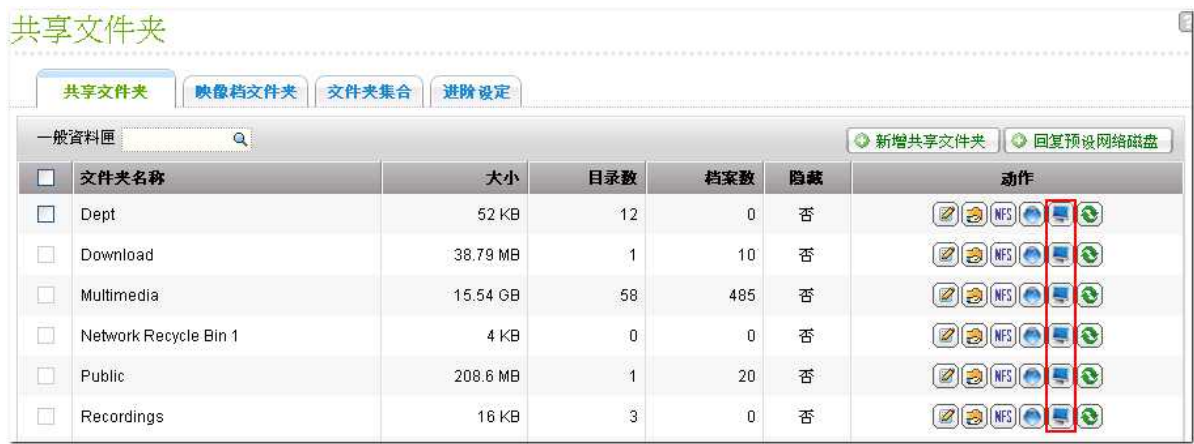 共享文件夹
共享文件夹 映像档文件夹 文件夹集合 进阶设定
一般資料匣 新增共享文件夹 回复预设网络磁盘
文件夹名称 大小 目录数 档案数 隐藏 动作
Dept 52 KB 12 0 否 NFS
Download 38.79 MB 1 10 否 NFS
Multimedia 15.54 GB 58 485 否 NFS
Network Recycle Bin 1 4 KB 0 0 否 NFS
Public 208.6 MB 1 20 否 NFS
Recordings 16 KB 3 0 否 NFS